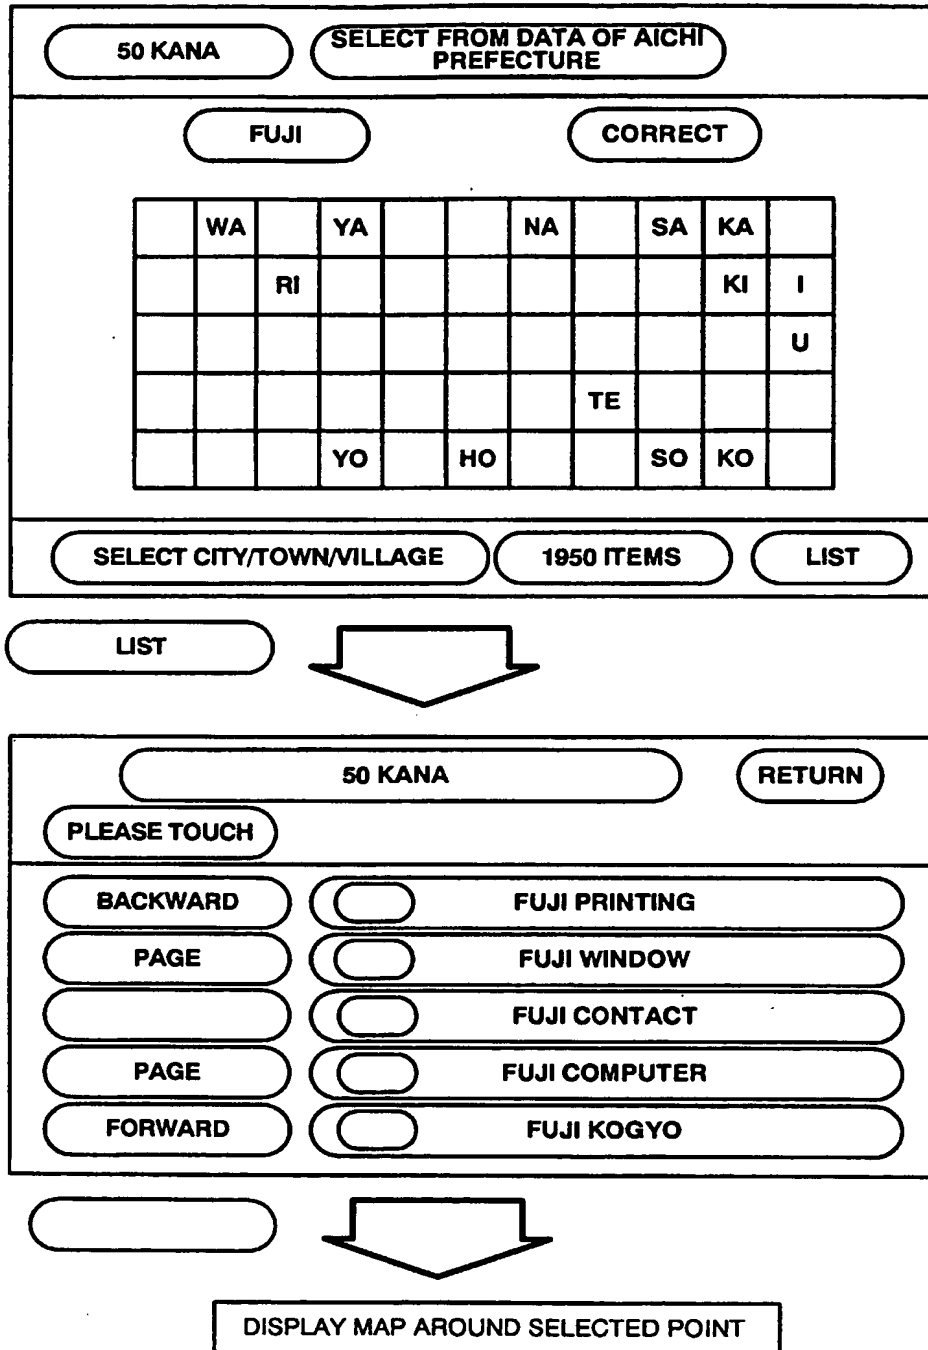 50 KANA
SELECT FROM DATA OF AICHI
PREFECTURE
FUJI
CORRECT
WA YA NA SA KA
RI KI I
U
TE
YO HO SO KO
SELECT CITY/TOWN/VILLAGE
1950 ITEMS
LIST
LIST
50 KANA
RETURN
PLEASE TOUCH
BACKWARD
FUJI PRINTING
PAGE
FUJI WINDOW
FUJI CONTACT
PAGE
FUJI COMPUTER
FORWARD
FUJI KOGYO
DISPLAY MAP AROUND SELECTED POINT